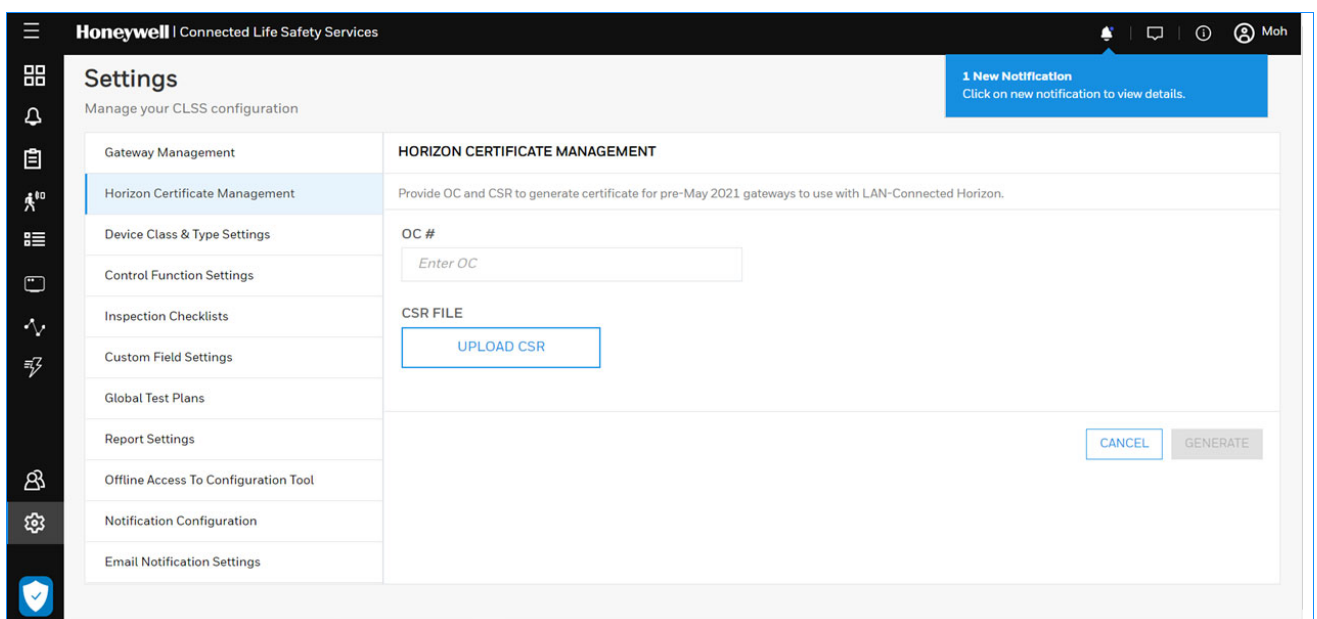 Honeywell | Connected Life Safety Services
Moh
Settings
Manage your CLSS configuration
1 New Notification
Click on new notification to view details.
Gateway Management
Horizon Certificate Management
Device Class & Type Settings
Control Function Settings
Inspection Checklists
Custom Field Settings
Global Test Plans
Report Settings
Offline Access To Configuration Tool
Notification Configuration
Email Notification Settings
HORIZON CERTIFICATE MANAGEMENT
Provide OC and CSR to generate certificate for pre-May 2021 gateways to use with LAN-Connected Horizon.
OC #
Enter OC
CSR FILE
UPLOAD CSR
CANCEL
GENERATE